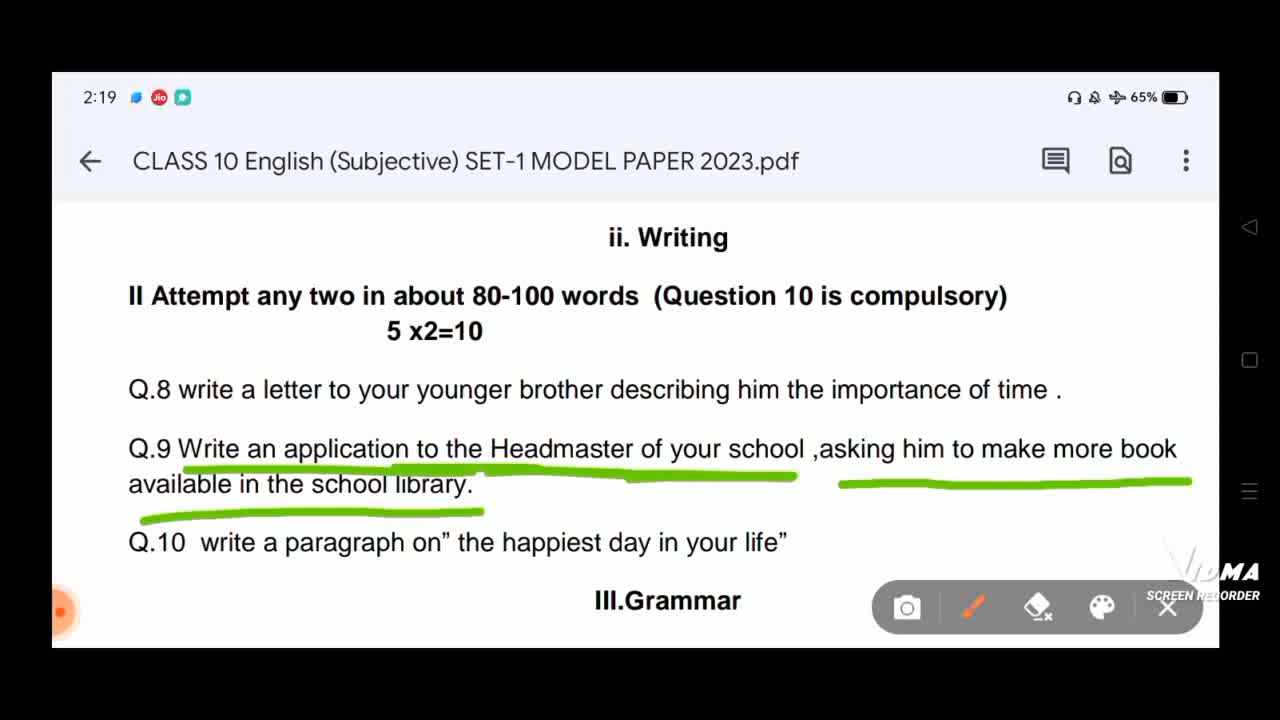 2:19 Jio 65%
CLASS 10 English (Subjective) SET-1 MODEL PAPER 2023.pdf
ii. Writing
II Attempt any two in about 80-100 words (Question 10 is compulsory)
5 x2=10
Q.8 write a letter to your younger brother describing him the importance of time .
Q.9 Write an application to the Headmaster of your school ,asking him to make more book
available in the school library.
Q.10 write a paragraph on” the happiest day in your life”
III.Grammar
VIDMA
SCREEN RECORDER